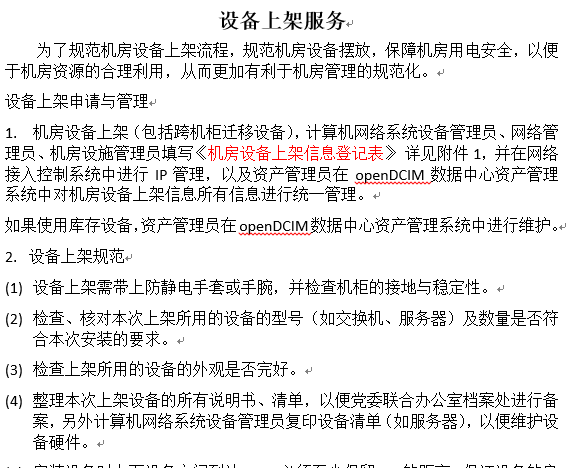 设备上架服务
为了规范机房设备上架流程，规范机房设备摆放，保障机房用电安全，以便
于机房资源的合理利用，从而更加有利于机房管理的规范化。
设备上架申请与管理
1. 机房设备上架（包括跨机柜迁移设备），计算机网络系统设备管理员、网络管
理员、机房设施管理员填写《机房设备上架信息登记表》 详见附件 1，并在网络
接入控制系统中进行 IP 管理，以及资产管理员在 openDCIM 数据中心资产管理
系统中对机房设备上架信息所有信息进行统一管理。
如果使用库存设备，资产管理员在 openDCIM 数据中心资产管理系统中进行维护。
2. 设备上架规范
(1) 设备上架需带上防静电手套或手腕，并检查机柜的接地与稳定性。
(2) 检查、核对本次上架所用的设备的型号（如交换机、服务器）及数量是否符
合本次安装的要求。
(3) 检查上架所用的设备的外观是否完好。
(4) 整理本次上架设备的所有说明书、清单，以便党委联合办公室档案处进行备
案，另外计算机网络系统设备管理员复印设备清单（如服务器），以便维护设
备硬件。